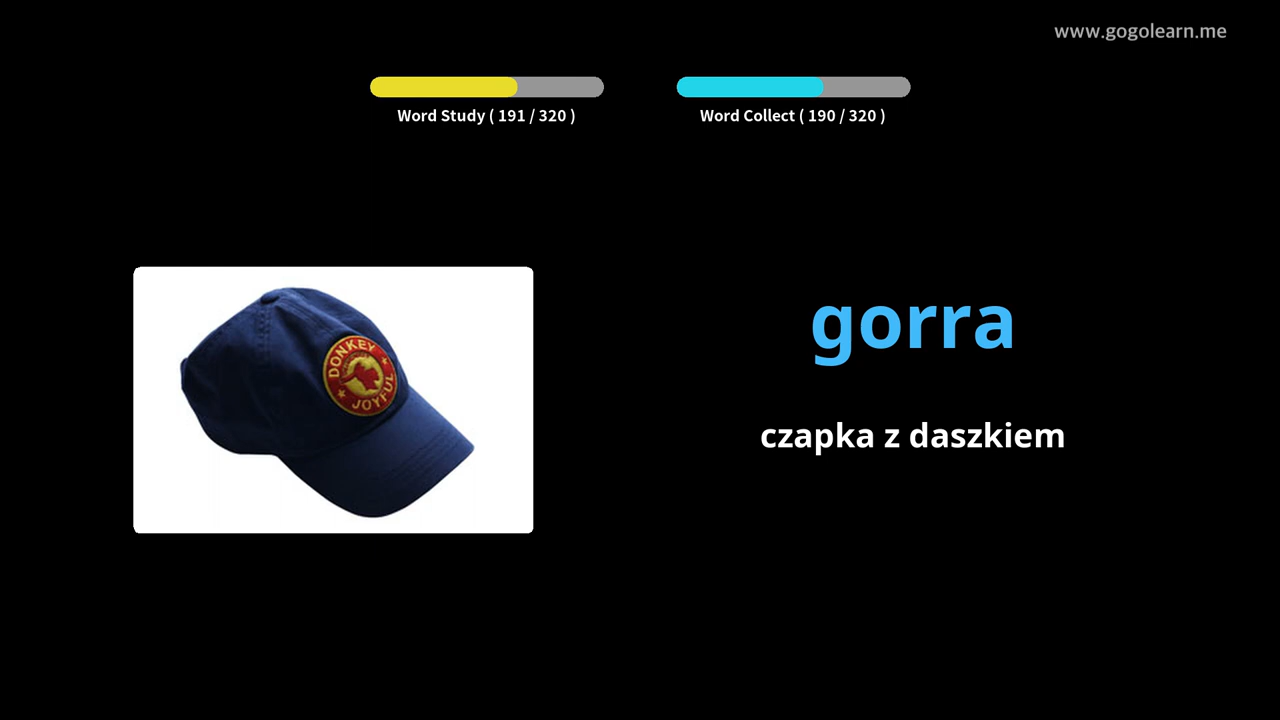 www.gogolearn.me
Word Study ( 191 / 320 )
Word Collect ( 190 / 320 )
DONKEY
JOYFUL
gorra
czapka z daszkiem